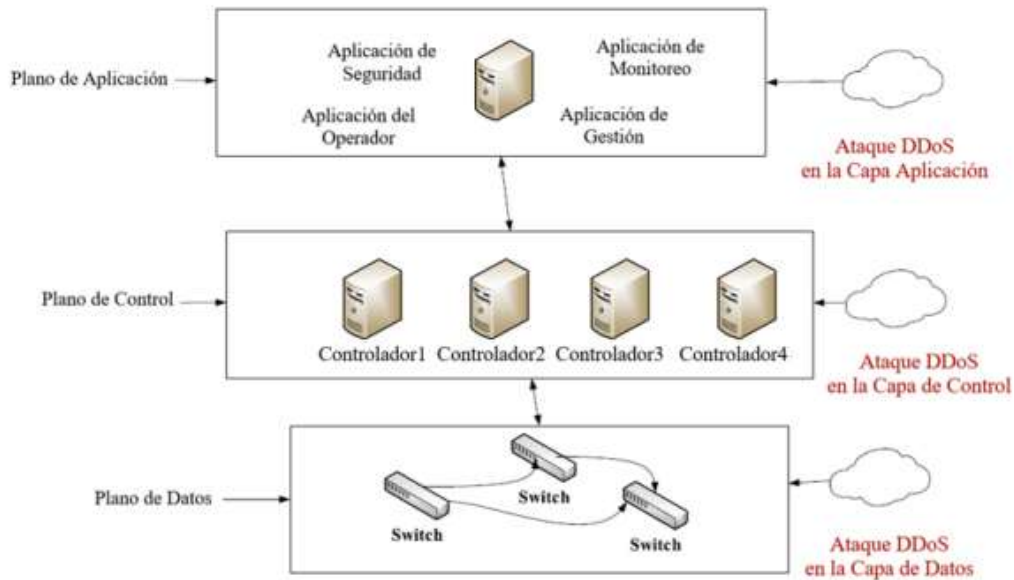 Aplicación de
Seguridad
Aplicación de
Monitoreo
Plano de Aplicación
Aplicación del
Operador
Aplicación de
Gestión
Ataque DDoS
en la Capa Aplicación
Plano de Control
Controlador1
Controlador2
Controlador3
Controlador4
Ataque DDoS
en la Capa de Control
Plano de Datos
Switch
Switch
Switch
Ataque DDoS
en la Capa de Datos